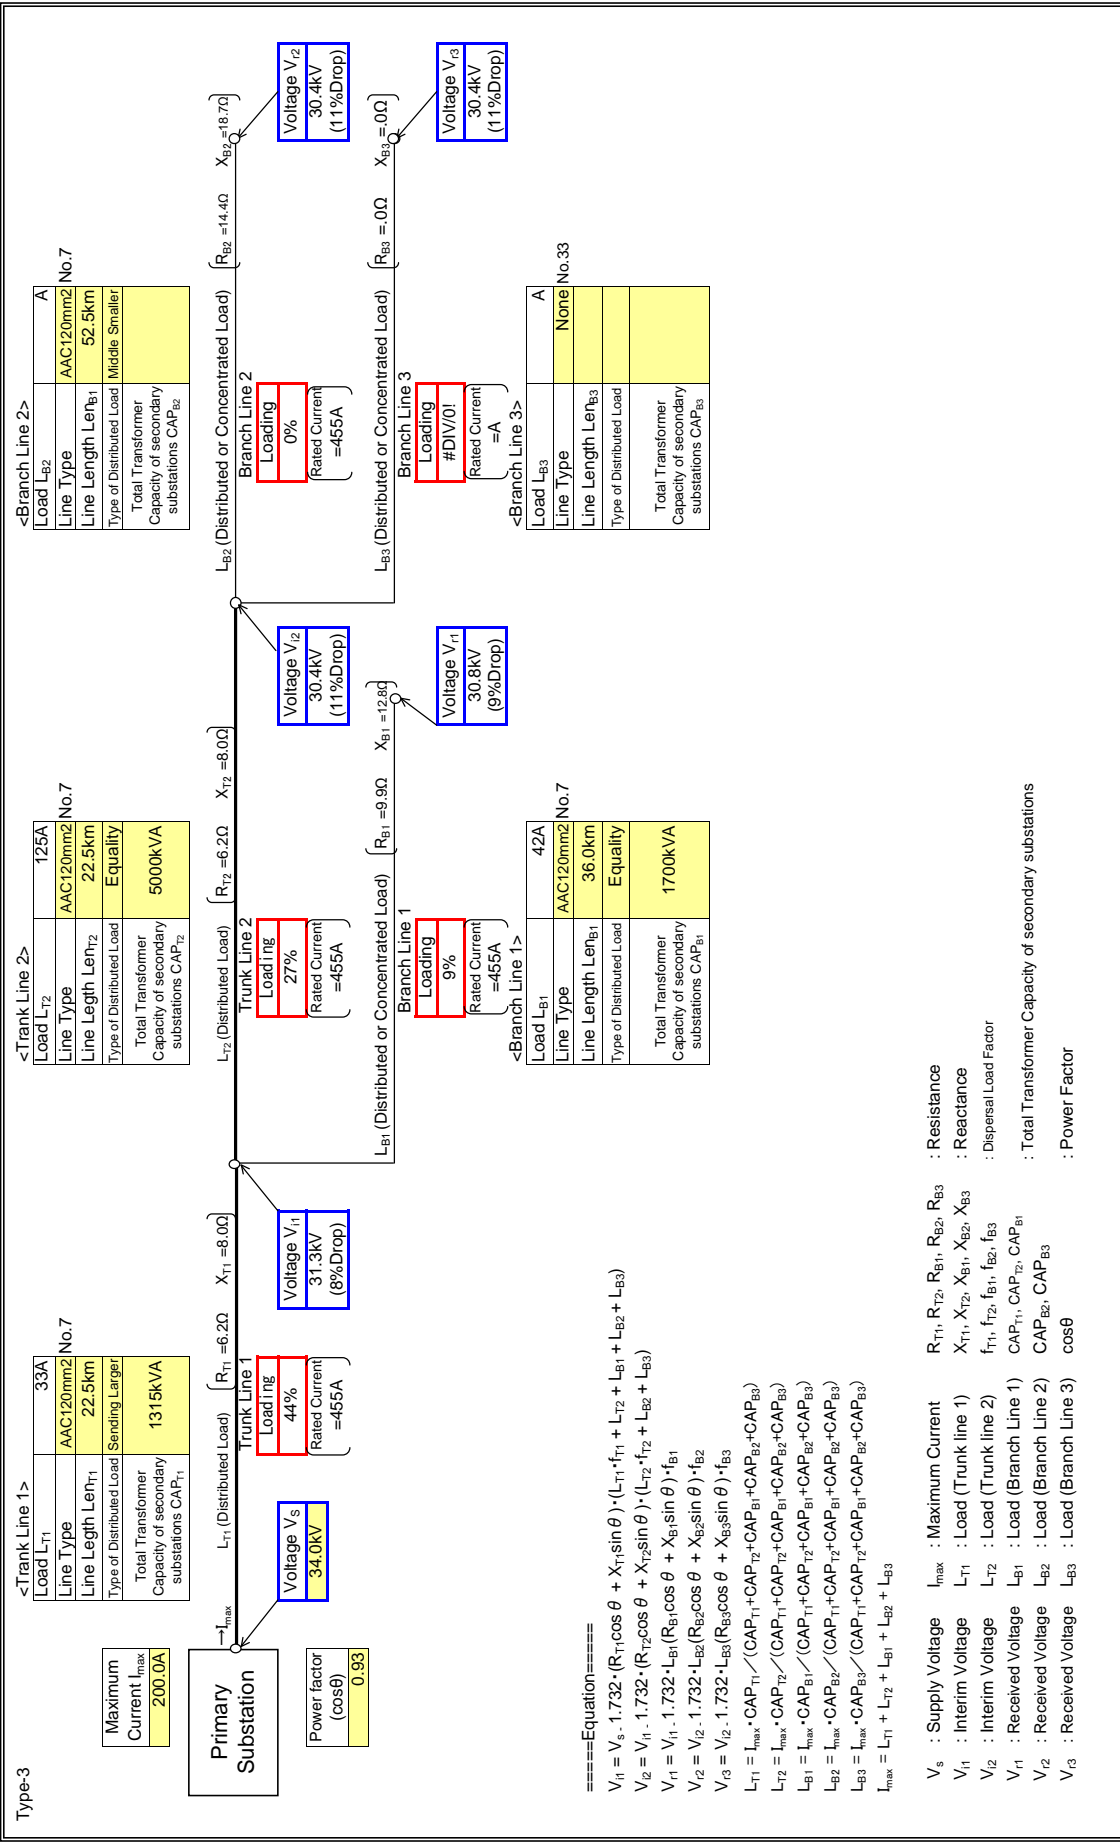 Type-3
<Trank Line 1>
Load LT1 33A
Line Type AAC120mm2 No.7
Line Legth LenT1 22.5km
Type of Distributed Load Sending Larger
Total Transformer
Capacity of secondary
substations CAPT1 1315kVA
<Trank Line 2>
Load LT2 125A
Line Type AAC120mm2 No.7
Line Legth LenT2 22.5km
Type of Distributed Load Equality
Total Transformer
Capacity of secondary
substations CAPT2 5000kVA
<Branch Line 2>
Load LB2 A
Line Type AAC120mm2 No.7
Line Length LenB1 52.5km
Type of Distributed Load Middle Smaller
Total Transformer
Capacity of secondary
substations CAPB2
Maximum
Current Imax
200.0A
Primary
Substation
→Imax
Power factor
(cosθ)
0.93
Voltage Vs
34.0kV
LT1 (Distributed Load)
RT1 =6.2Ω XT1 =8.0Ω
Trunk Line 1
Loading
44%
Rated Current
=455A
Voltage Vi1
31.3kV
(8%Drop)
LT2 (Distributed Load)
RT2 =6.2Ω XT2 =8.0Ω
Trunk Line 2
Loading
27%
Rated Current
=455A
Voltage Vi2
30.4kV
(11%Drop)
LB2 (Distributed or Concentrated Load)
RB2 =14.4Ω XB2 =18.7Ω
Branch Line 2
Loading
0%
Rated Current
=455A
Voltage Vr2
30.4kV
(11%Drop)
LB1 (Distributed or Concentrated Load)
RB1 =9.9Ω XB1 =12.8Ω
Branch Line 1
Loading
9%
Rated Current
=455A
Voltage Vr1
30.8kV
(9%Drop)
LB3 (Distributed or Concentrated Load)
RB3 =.0Ω XB3 =.0Ω
Branch Line 3
Loading
#DIV/0!
Rated Current
=A
Voltage Vr3
30.4kV
(11%Drop)
<Branch Line 1>
Load LB1 42A
Line Type AAC120mm2 No.7
Line Length LenB1 36.0km
Type of Distributed Load Equality
Total Transformer
Capacity of secondary
substations CAPB1 1700kVA
<Branch Line 3>
Load LB3 A
Line Type None No.33
Line Length LenB3
Type of Distributed Load
Total Transformer
Capacity of secondary
substations CAPB3
=====Equation=====
Vi1 = Vs - 1.732・(RT1cos θ + XT1sin θ)・(LT1・fT1 + LT2 + LB1 + LB2 + LB3)
Vi2 = Vi1 - 1.732・(RT2cos θ + XT2sin θ)・(LT2・fT2 + LB2 + LB3)
Vr1 = Vi1 - 1.732・LB1(RB1cos θ + XB1sin θ)・fB1
Vr2 = Vi2 - 1.732・LB2(RB2cos θ + XB2sin θ)・fB2
Vr3 = Vi2 - 1.732・LB3(RB3cos θ + XB3sin θ)・fB3
LT1 = Imax・CAPT1／(CAPT1+CAPT2+CAPB1+CAPB2+CAPB3)
LT2 = Imax・CAPT2／(CAPT1+CAPT2+CAPB1+CAPB2+CAPB3)
LB1 = Imax・CAPB1／(CAPT1+CAPT2+CAPB1+CAPB2+CAPB3)
LB2 = Imax・CAPB2／(CAPT1+CAPT2+CAPB1+CAPB2+CAPB3)
LB3 = Imax・CAPB3／(CAPT1+CAPT2+CAPB1+CAPB2+CAPB3)
Imax = LT1 + LT2 + LB1 + LB2 + LB3
Vs : Supply Voltage Imax : Maximum Current RT1, RT2, RB1, RB2, RB3 : Resistance
Vi1 : Interim Voltage LT1 : Load (Trunk line 1) XT1, XT2, XB1, XB2, XB3 : Reactance
Vi2 : Interim Voltage LT2 : Load (Trunk line 2) fT1, fT2, fB1, fB2, fB3 : Dispersal Load Factor
Vr1 : Received Voltage LB1 : Load (Branch Line 1) CAPT1, CAPT2, CAPB1
Vr2 : Received Voltage LB2 : Load (Branch Line 2) CAPB2, CAPB3 : Total Transformer Capacity of secondary substations
Vr3 : Received Voltage LB3 : Load (Branch Line 3) cosθ : Power Factor